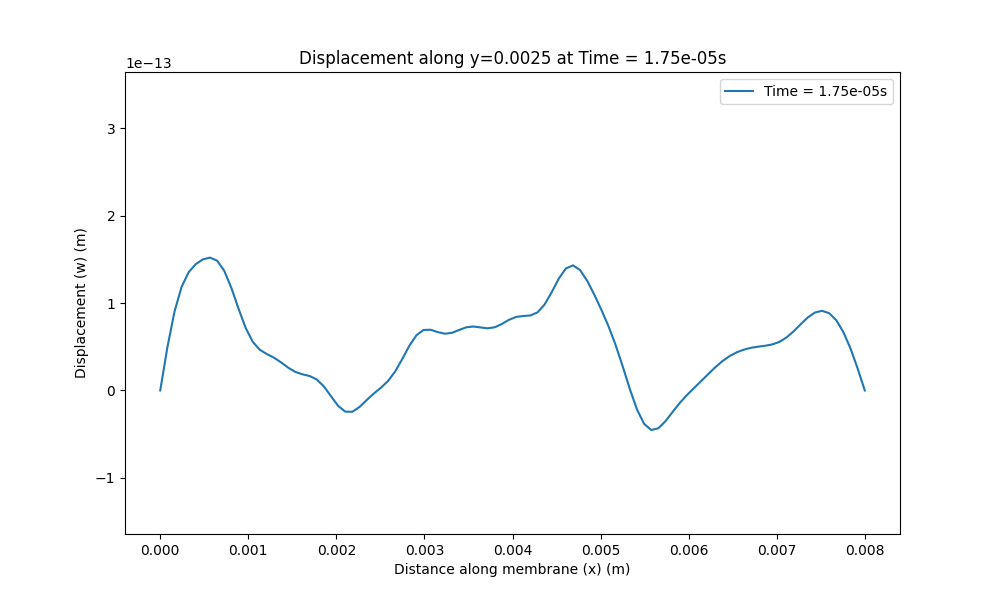 Displacement along y=0.0025 at Time = 1.75e-05s
1e−13
Time = 1.75e-05s
3
2
1
0
−1
Displacement (w) (m)
0.000 0.001 0.002 0.003 0.004 0.005 0.006 0.007 0.008
Distance along membrane (x) (m)